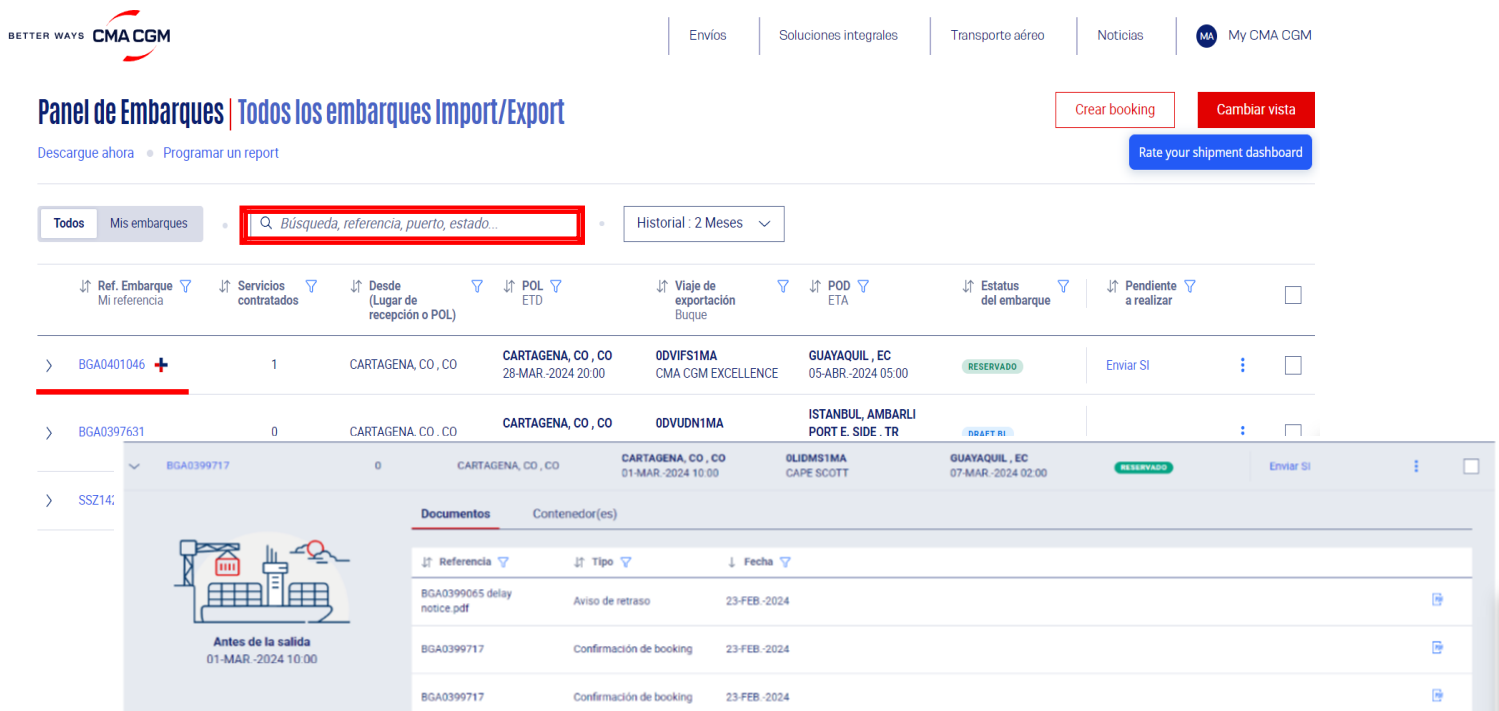 BETTER WAYS CMA CGM
Envíos Soluciones integrales Transporte aéreo Noticias MA My CMA CGM
Panel de Embarques | Todos los embarques Import/Export
Crear booking Cambiar vista
Descargue ahora Programar un report
Rate your shipment dashboard
Todos Mis embarques Búsqueda, referencia, puerto, estado... Historial : 2 Meses
Ref. Embarque Servicios Desde POL Viaje de POD Estatus Pendiente
Mi referencia contratados (Lugar de ETD exportación ETA del embarque a realizar
recepción o POL) Buque
CARTAGENA, CO , CO 0DVIFS1MA GUAYAQUIL , EC
BGA0401046 1 CARTAGENA, CO , CO RESERVADO Enviar SI
28-MAR.-2024 20:00 CMA CGM EXCELLENCE 05-ABR.-2024 05:00
ISTANBUL, AMBARLI
CARTAGENA, CO , CO 0DVUDN1MA
BGA0397631 0 CARTAGENA, CO , CO PORT E. SIDE , TR DRAFT BL
CARTAGENA, CO , CO 0LIDMS1MA GUAYAQUIL , EC
BGA0399717 0 CARTAGENA, CO , CO RESERVADO Enviar SI
01-MAR.-2024 10:00 CAPE SCOTT 07-MAR.-2024 02:00
SSZ142
Documentos Contenedor(es)
Referencia Tipo Fecha
BGA0399065 delay
notice.pdf Aviso de retraso 23-FEB.-2024
Antes de la salida
01-MAR.-2024 10:00
BGA0399717 Confirmación de booking 23-FEB.-2024
BGA0399717 Confirmación de booking 23-FEB.-2024